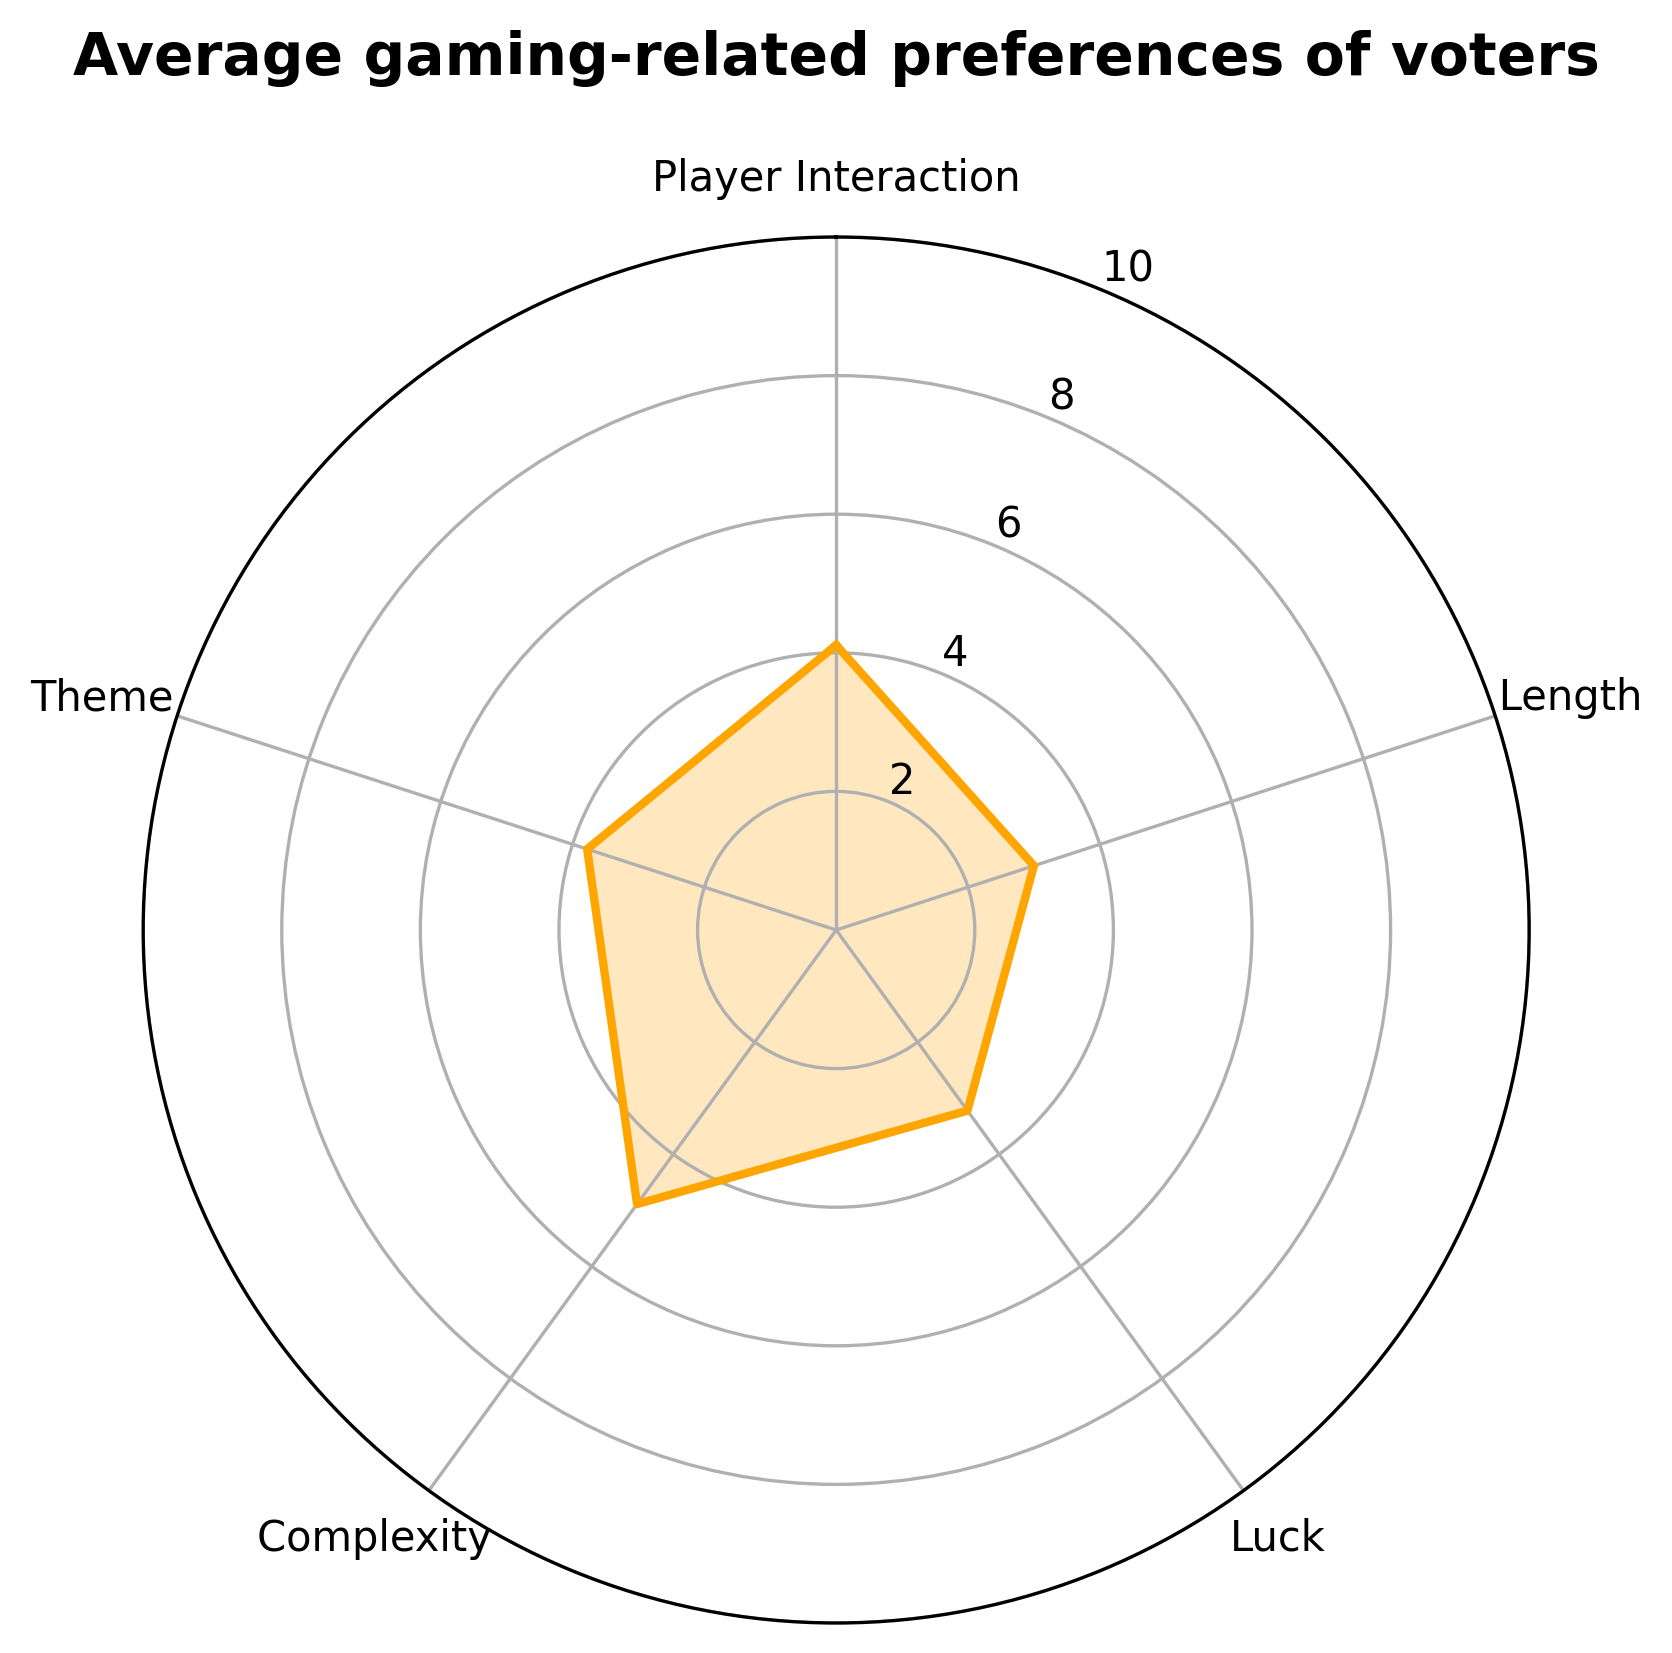 Average gaming-related preferences of voters
Player Interaction
10
8
6
4
2
Theme
Length
Complexity
Luck